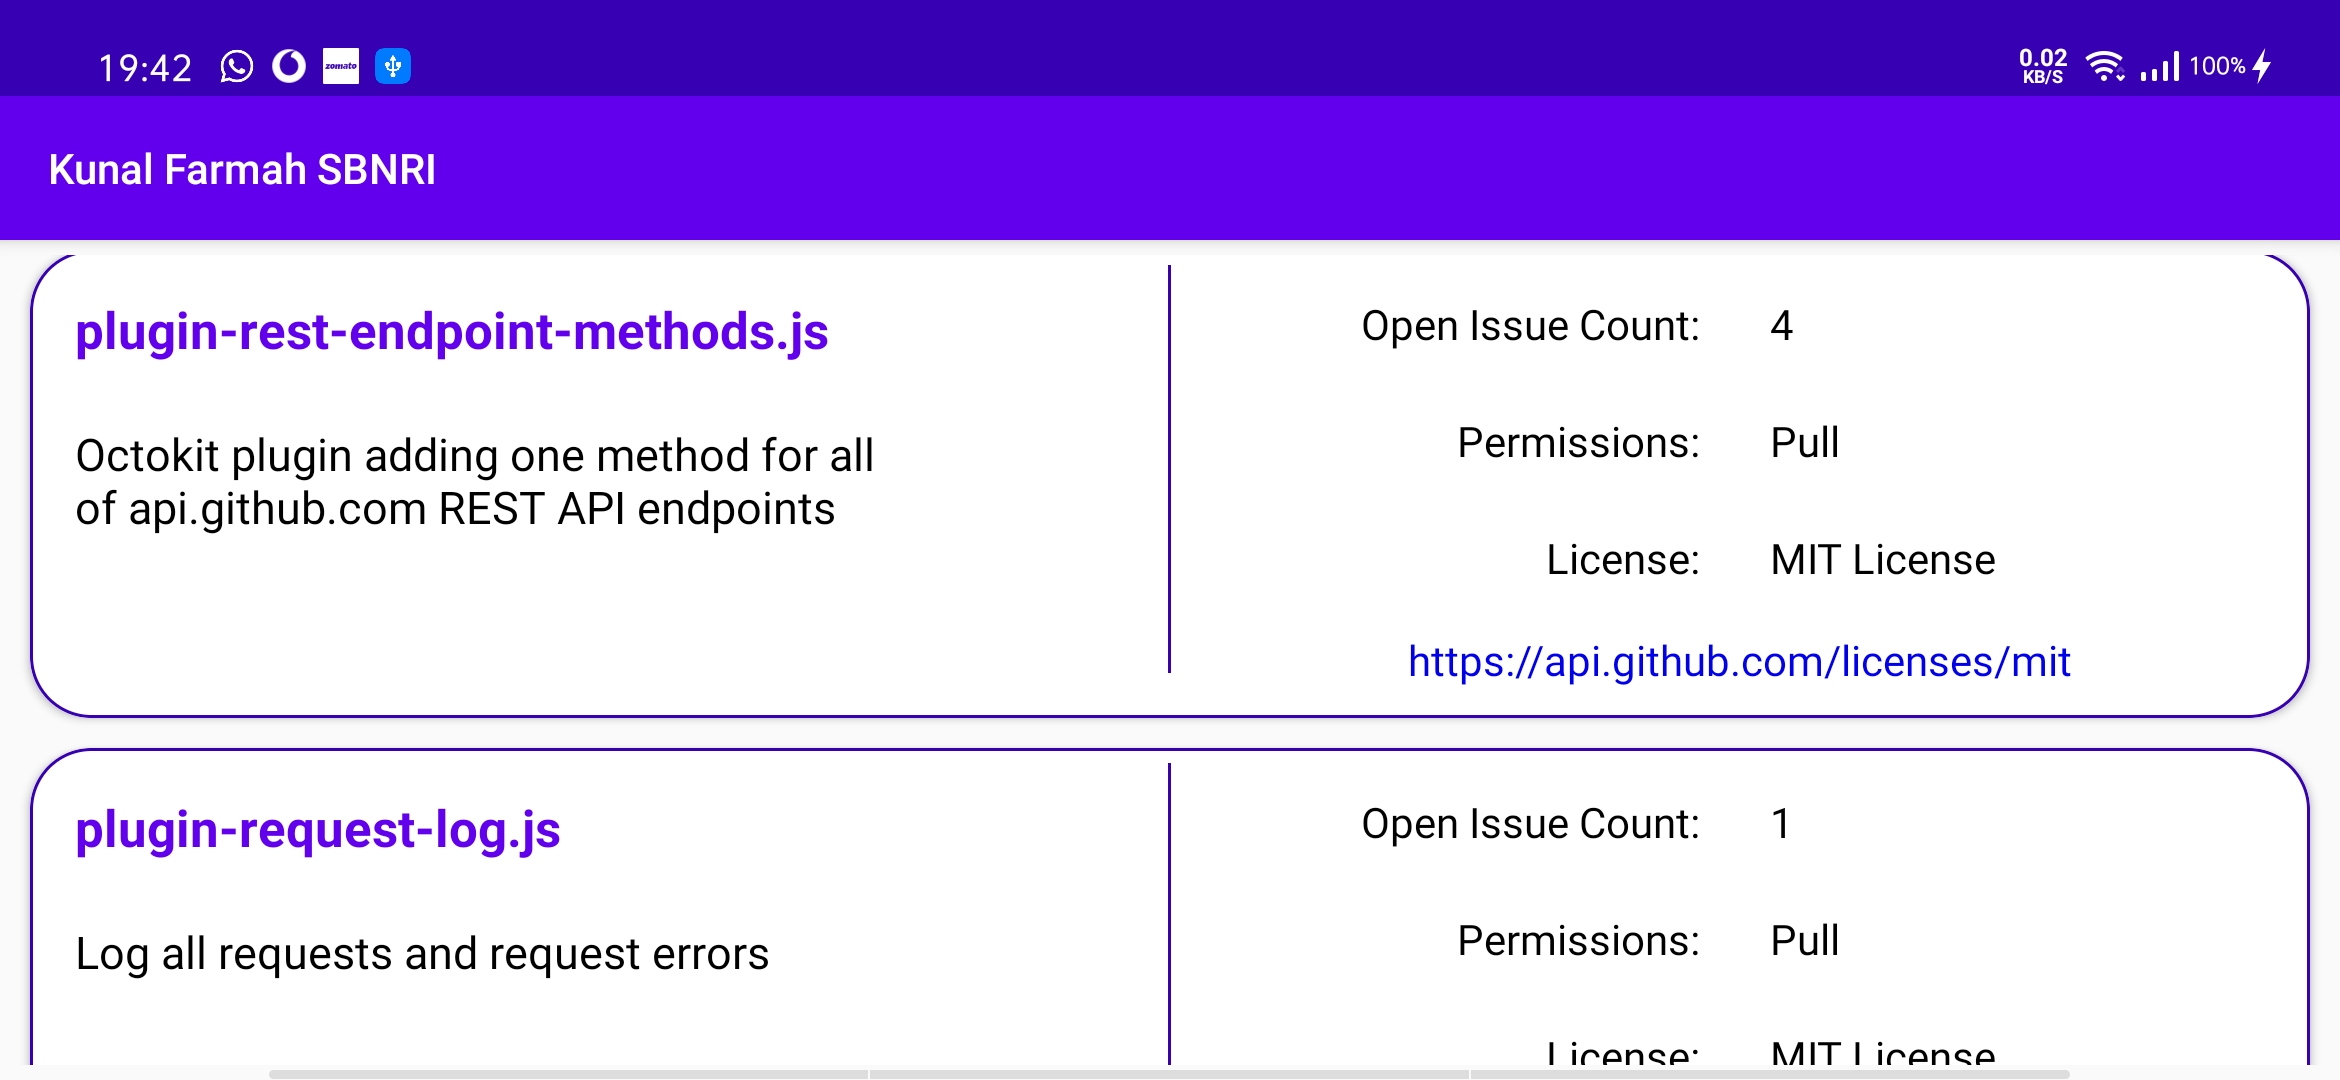 19:42 zomato 0.02 KB/S 100%
Kunal Farmah SBNRI
plugin-rest-endpoint-methods.js
Octokit plugin adding one method for all
of api.github.com REST API endpoints
Open Issue Count: 4
Permissions: Pull
License: MIT License
https://api.github.com/licenses/mit
plugin-request-log.js
Log all requests and request errors
Open Issue Count: 1
Permissions: Pull
License: MIT License